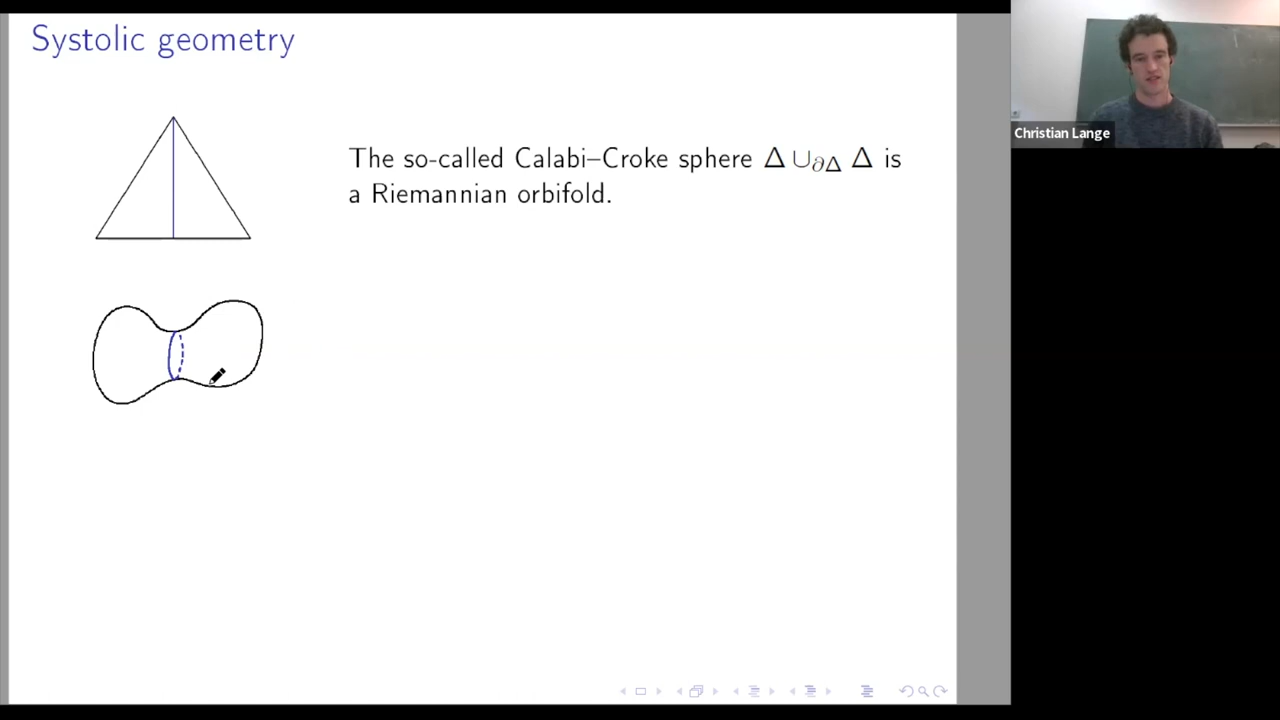 Systolic geometry
The so-called Calabi–Croke sphere Δ ∪∂Δ Δ is
a Riemannian orbifold.
Christian Lange